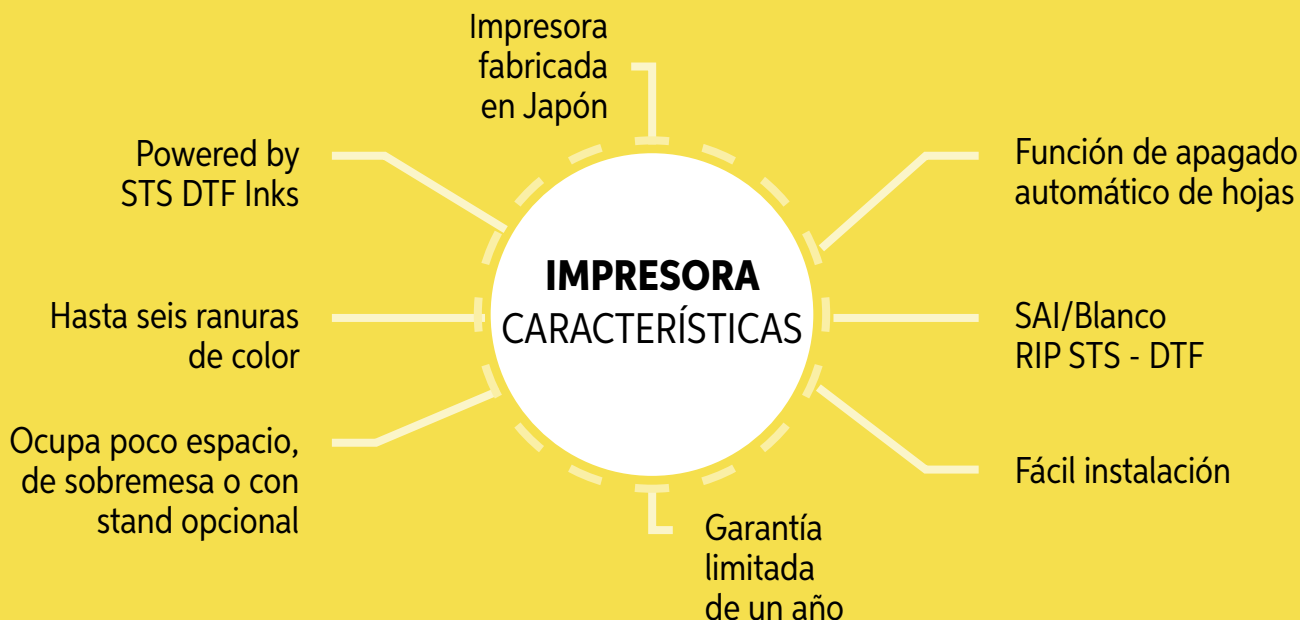 Impresora
fabricada
en Japón
Powered by
STS DTF Inks
Función de apagado
automático de hojas
IMPRESORA
CARACTERÍSTICAS
Hasta seis ranuras
de color
SAI/Blanco
RIP STS - DTF
Ocupa poco espacio,
de sobremesa o con
stand opcional
Fácil instalación
Garantía
limitada
de un año